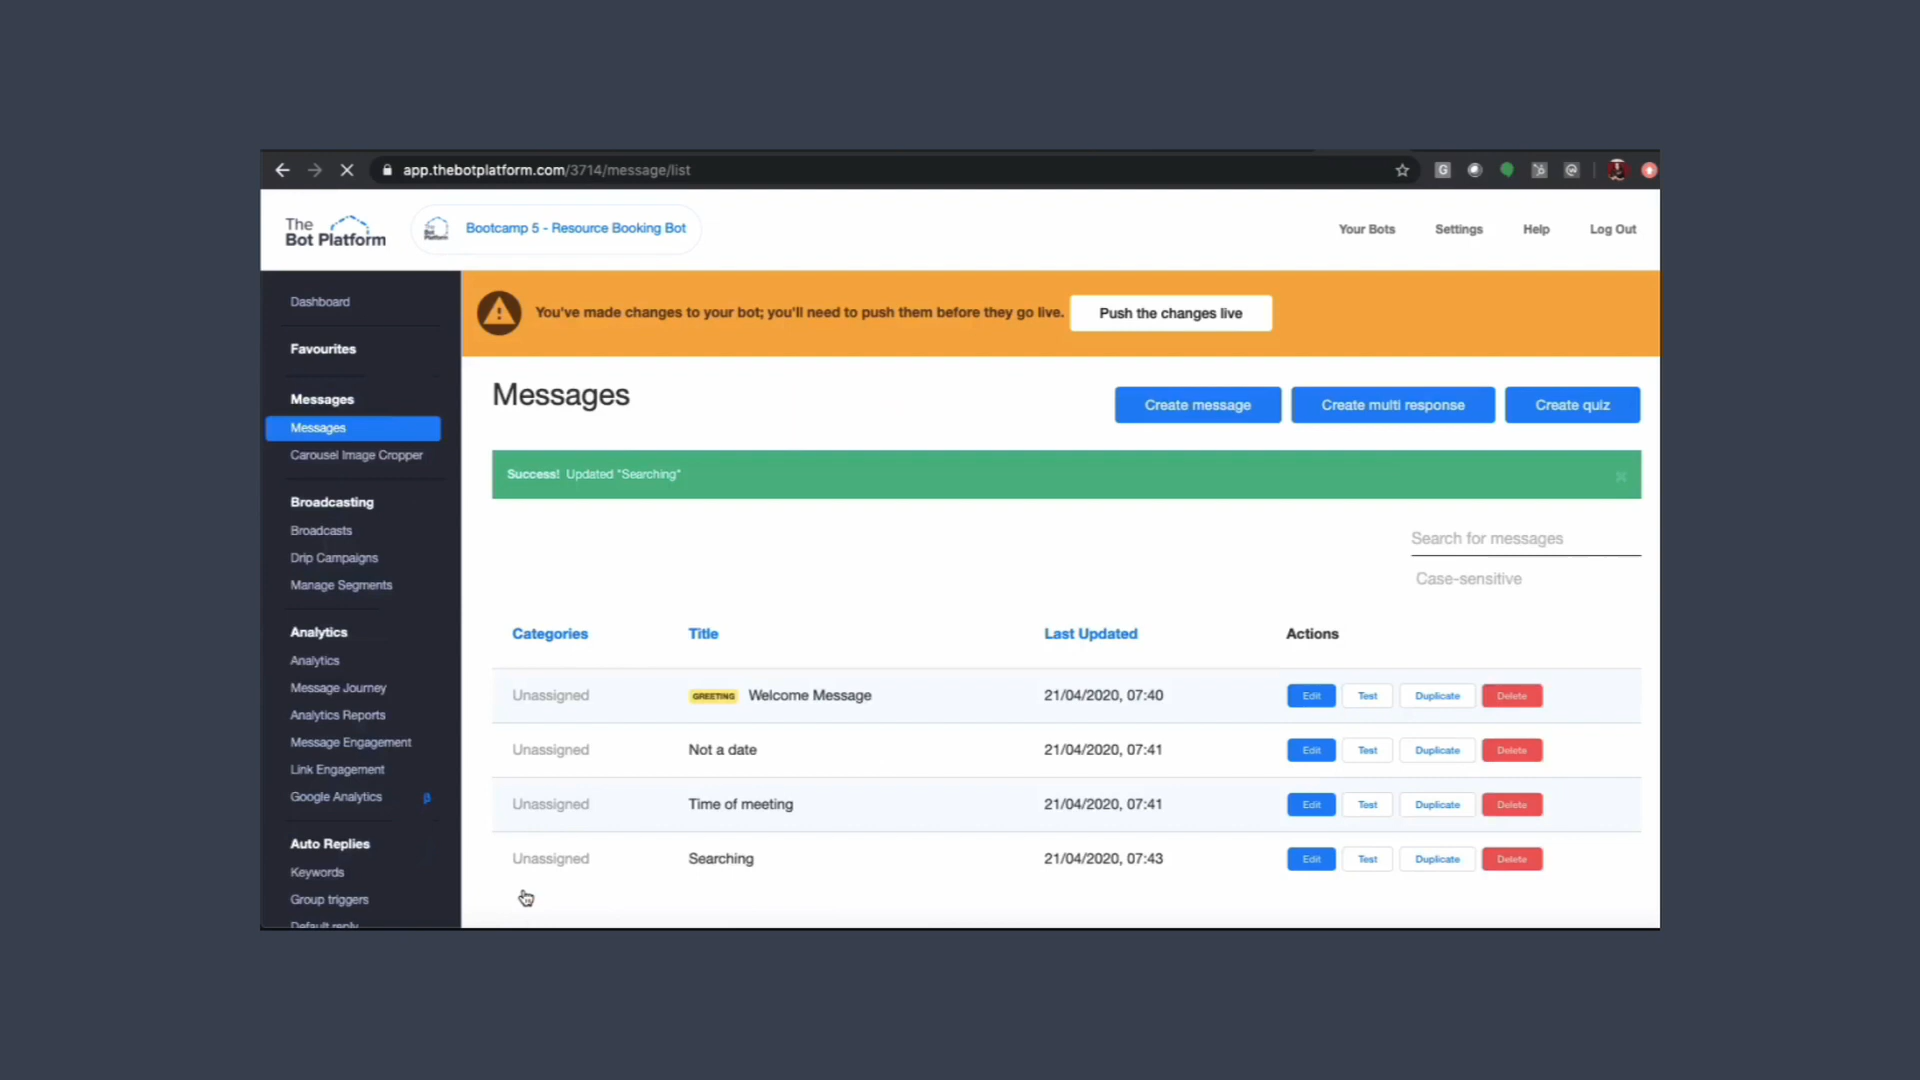 app.thebotplatform.com/3714/message/list
The
Bot Platform
Bootcamp 5 - Resource Booking Bot
Your Bots
Settings
Help
Log Out
You've made changes to your bot; you'll need to push them before they go live.
Push the changes live
Dashboard
Favourites
Messages
Messages
Carousel Image Cropper
Broadcasting
Broadcasts
Drip Campaigns
Manage Segments
Analytics
Analytics
Message Journey
Analytics Reports
Message Engagement
Link Engagement
Google Analytics β
Auto Replies
Keywords
Group triggers
Default reply
Messages
Create message
Create multi response
Create quiz
Success! Updated "Searching"
Search for messages
Case-sensitive
Categories Title Last Updated Actions
Unassigned GREETING Welcome Message 21/04/2020, 07:40 Edit Test Duplicate Delete
Unassigned Not a date 21/04/2020, 07:41 Edit Test Duplicate Delete
Unassigned Time of meeting 21/04/2020, 07:41 Edit Test Duplicate Delete
Unassigned Searching 21/04/2020, 07:43 Edit Test Duplicate Delete